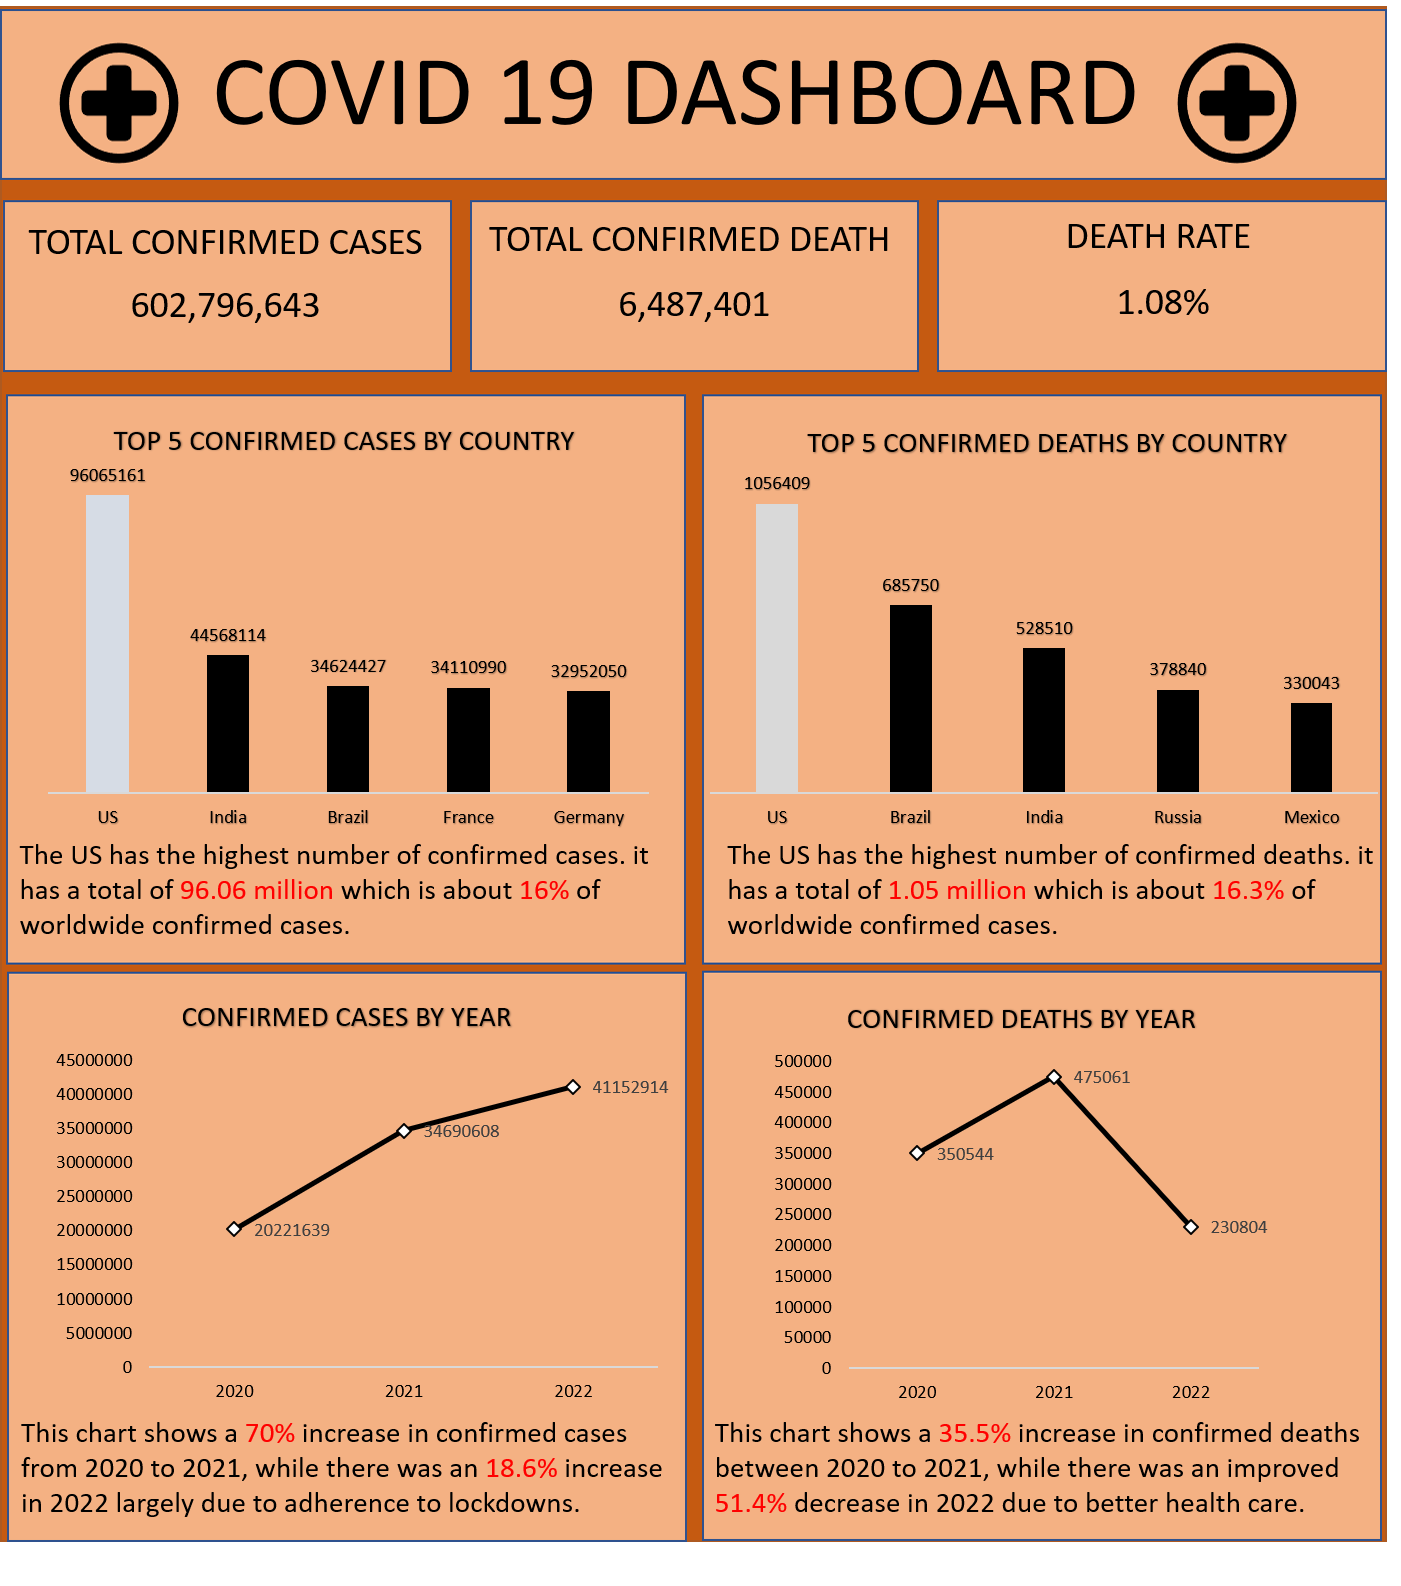 COVID 19 DASHBOARD
TOTAL CONFIRMED CASES
602,796,643
TOTAL CONFIRMED DEATH
6,487,401
DEATH RATE
1.08%
TOP 5 CONFIRMED CASES BY COUNTRY
96065161
44568114
34624427
34110990
32952050
US
India
Brazil
France
Germany
The US has the highest number of confirmed cases. it
has a total of 96.06 million which is about 16% of
worldwide confirmed cases.
TOP 5 CONFIRMED DEATHS BY COUNTRY
1056409
685750
528510
378840
330043
US
Brazil
India
Russia
Mexico
The US has the highest number of confirmed deaths. it
has a total of 1.05 million which is about 16.3% of
worldwide confirmed cases.
CONFIRMED CASES BY YEAR
45000000
40000000
35000000
30000000
25000000
20000000
15000000
10000000
5000000
0
41152914
34690608
20221639
2020
2021
2022
This chart shows a 70% increase in confirmed cases
from 2020 to 2021, while there was an 18.6% increase
in 2022 largely due to adherence to lockdowns.
CONFIRMED DEATHS BY YEAR
500000
450000
400000
350000
300000
250000
200000
150000
100000
50000
0
475061
350544
230804
2020
2021
2022
This chart shows a 35.5% increase in confirmed deaths
between 2020 to 2021, while there was an improved
51.4% decrease in 2022 due to better health care.